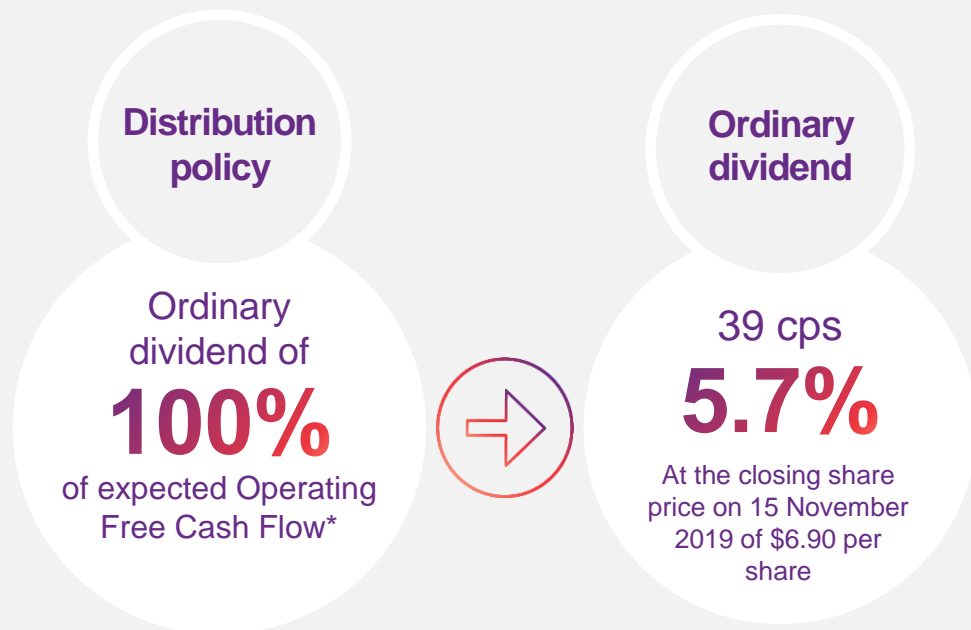 Distribution
policy
Ordinary
dividend of
100%
of expected Operating
Free Cash Flow*
Ordinary
dividend
39 cps
5.7%
At the closing share
price on 15 November
2019 of $6.90 per
share